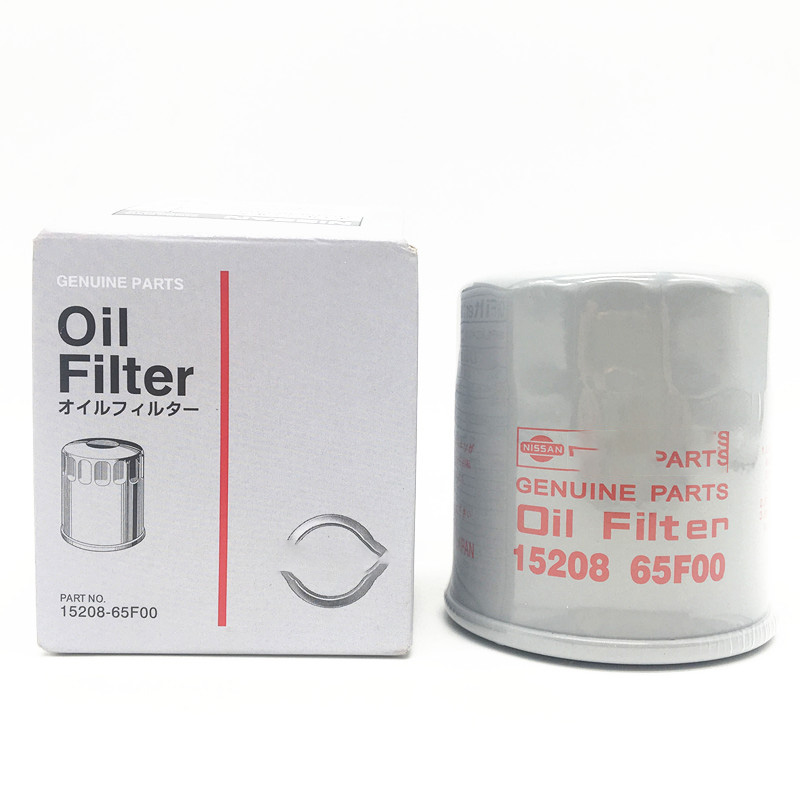 GENUINE PARTS
Oil
Filter
オイルフィルター
PART NO.
15208-65F00
NISSAN
PARTS
GENUINE PARTS
Oil Filter
15208 65F00